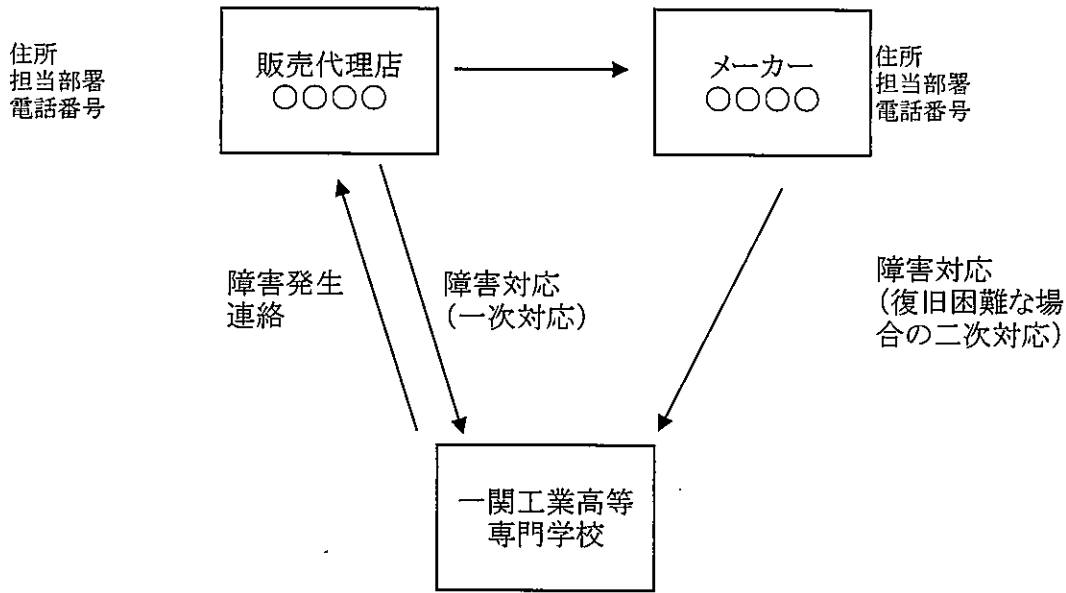 住所
担当部署
電話番号
販売代理店
○○○○
メーカー
○○○○
住所
担当部署
電話番号
障害発生
連絡
障害対応
(一次対応)
障害対応
(復旧困難な場
合の二次対応)
一関工業高等
専門学校